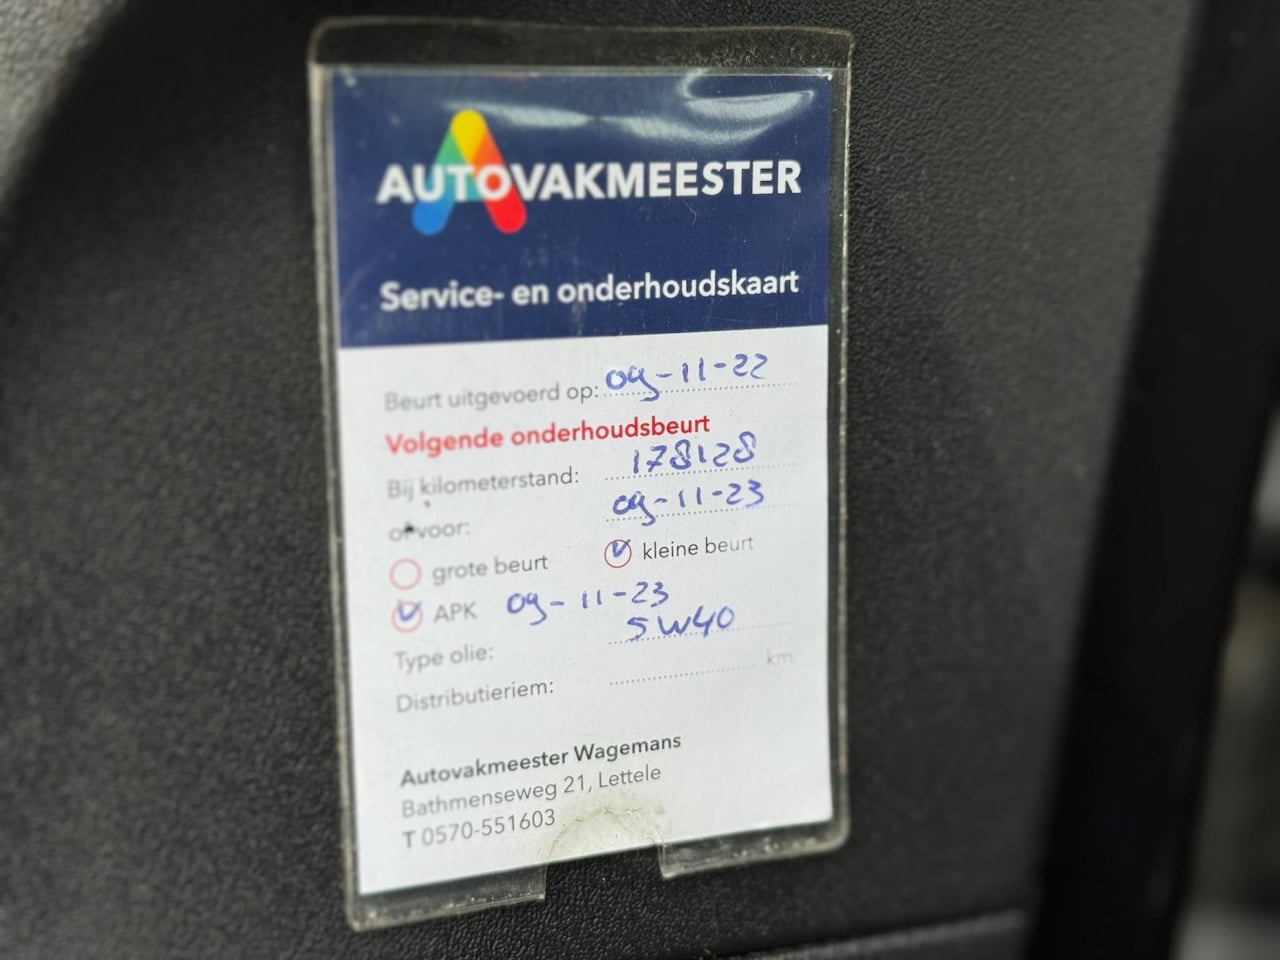 AUTOVAKMEESTER
Service- en onderhoudskaart
Beurt uitgevoerd op: 09-11-22
Volgende onderhoudsbeurt
Bij kilometerstand: 178128
of voor: 09-11-23
grote beurt kleine beurt
APK 09-11-23
Type olie: 5W40
Distributieriem: km
Autovakmeester Wagemans
Bathmenseweg 21, Lettele
T 0570-551603